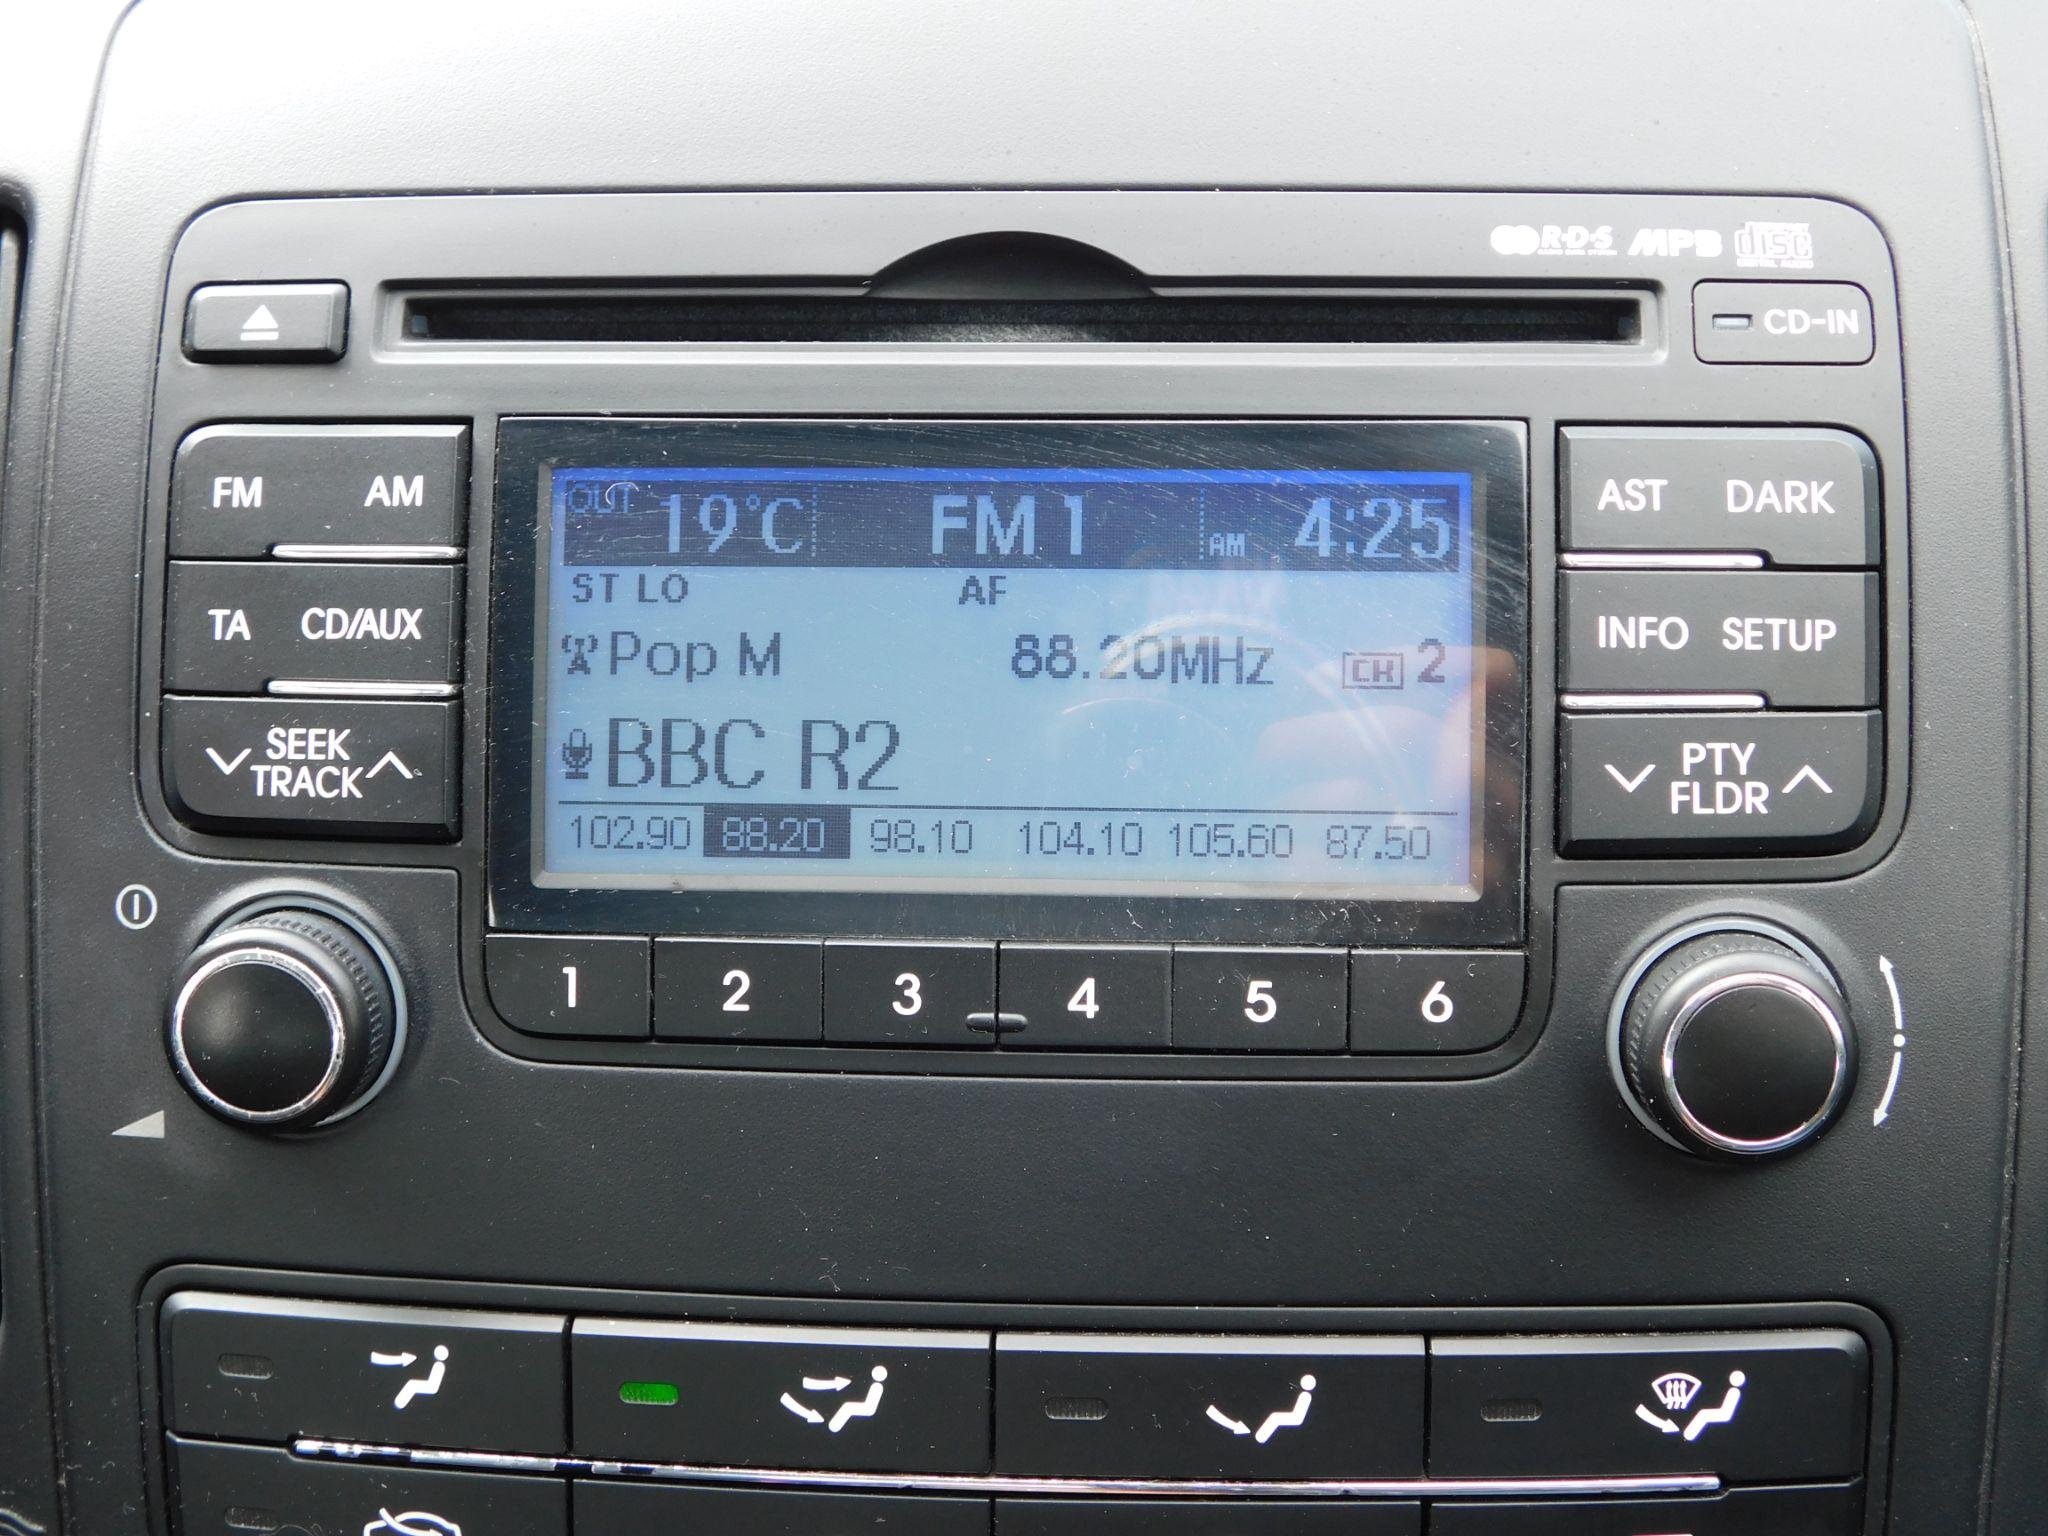 R·D·S MP3 disc
CD-IN
FM AM
AST DARK
OUT 19°C FM 1 AM 4:25
ST LO AF
TA CD/AUX
INFO SETUP
Pop M 88.20MHz CH 2
BBC R2
SEEK
TRACK
PTY
FLDR
102.90 88.20 98.10 104.10 105.60 87.50
1 2 3 4 5 6